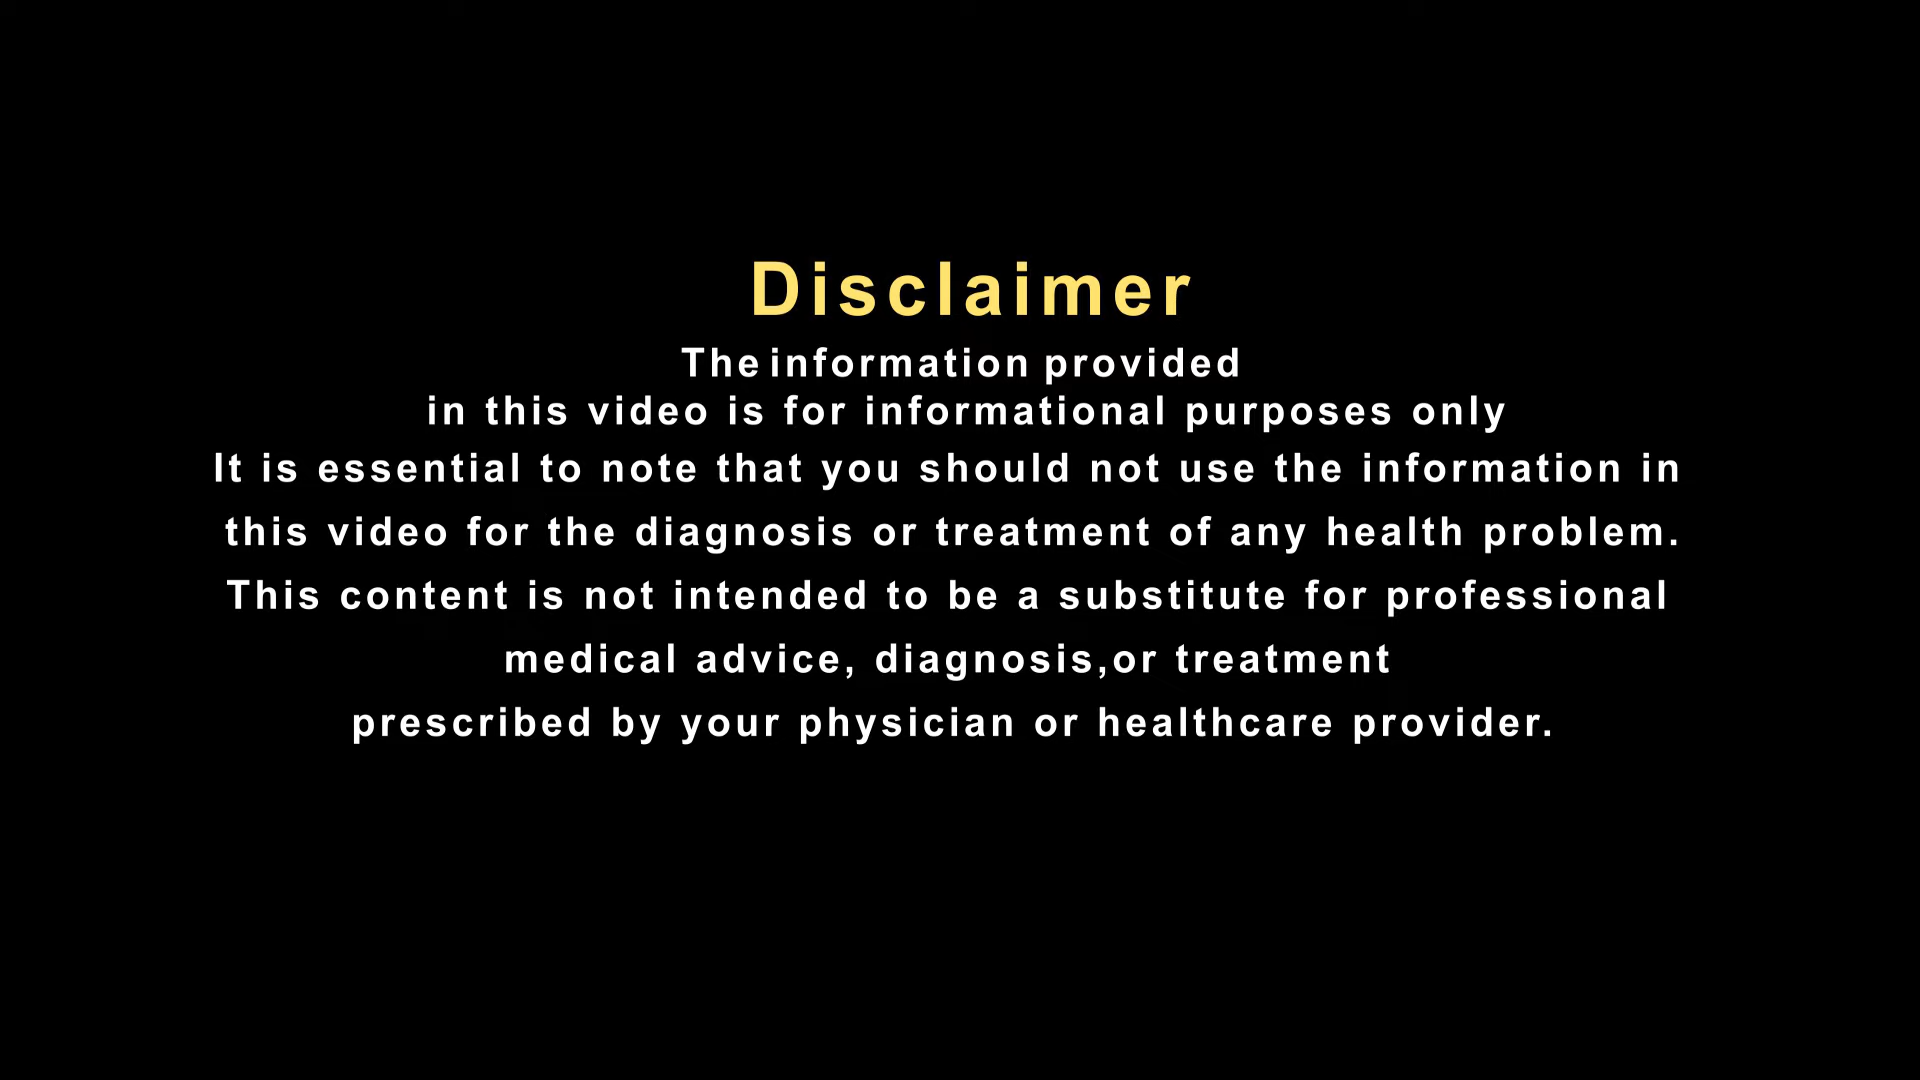 Disclaimer
The information provided
in this video is for informational purposes only
It is essential to note that you should not use the information in
this video for the diagnosis or treatment of any health problem.
This content is not intended to be a substitute for professional
medical advice, diagnosis,or treatment
prescribed by your physician or healthcare provider.